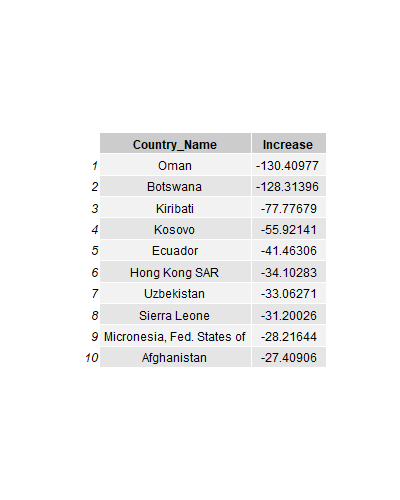 Country_Name Increase
1 Oman -130.40977
2 Botswana -128.31396
3 Kiribati -77.77679
4 Kosovo -55.92141
5 Ecuador -41.46306
6 Hong Kong SAR -34.10283
7 Uzbekistan -33.06271
8 Sierra Leone -31.20026
9 Micronesia, Fed. States of -28.21644
10 Afghanistan -27.40906